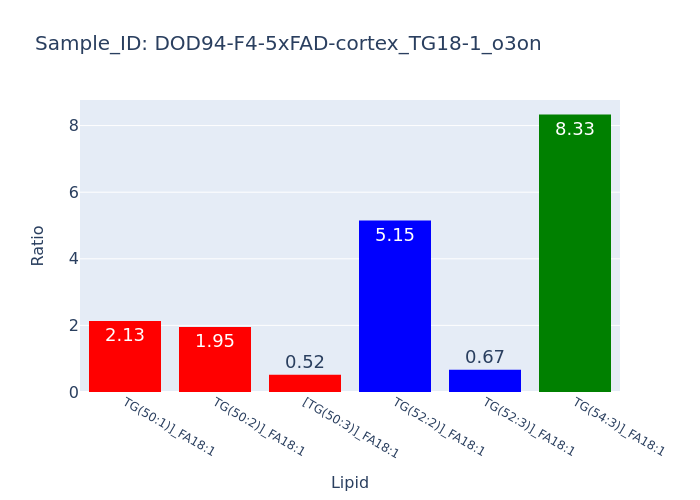 Sample_ID: DOD94-F4-5xFAD-cortex_TG18-1_o3on
8
6
4
2
0
Ratio
2.13
1.95
0.52
5.15
0.67
8.33
TG(50:1)]_FA18:1
TG(50:2)]_FA18:1
[TG(50:3)]_FA18:1
TG(52:2)]_FA18:1
TG(52:3)]_FA18:1
TG(54:3)]_FA18:1
Lipid